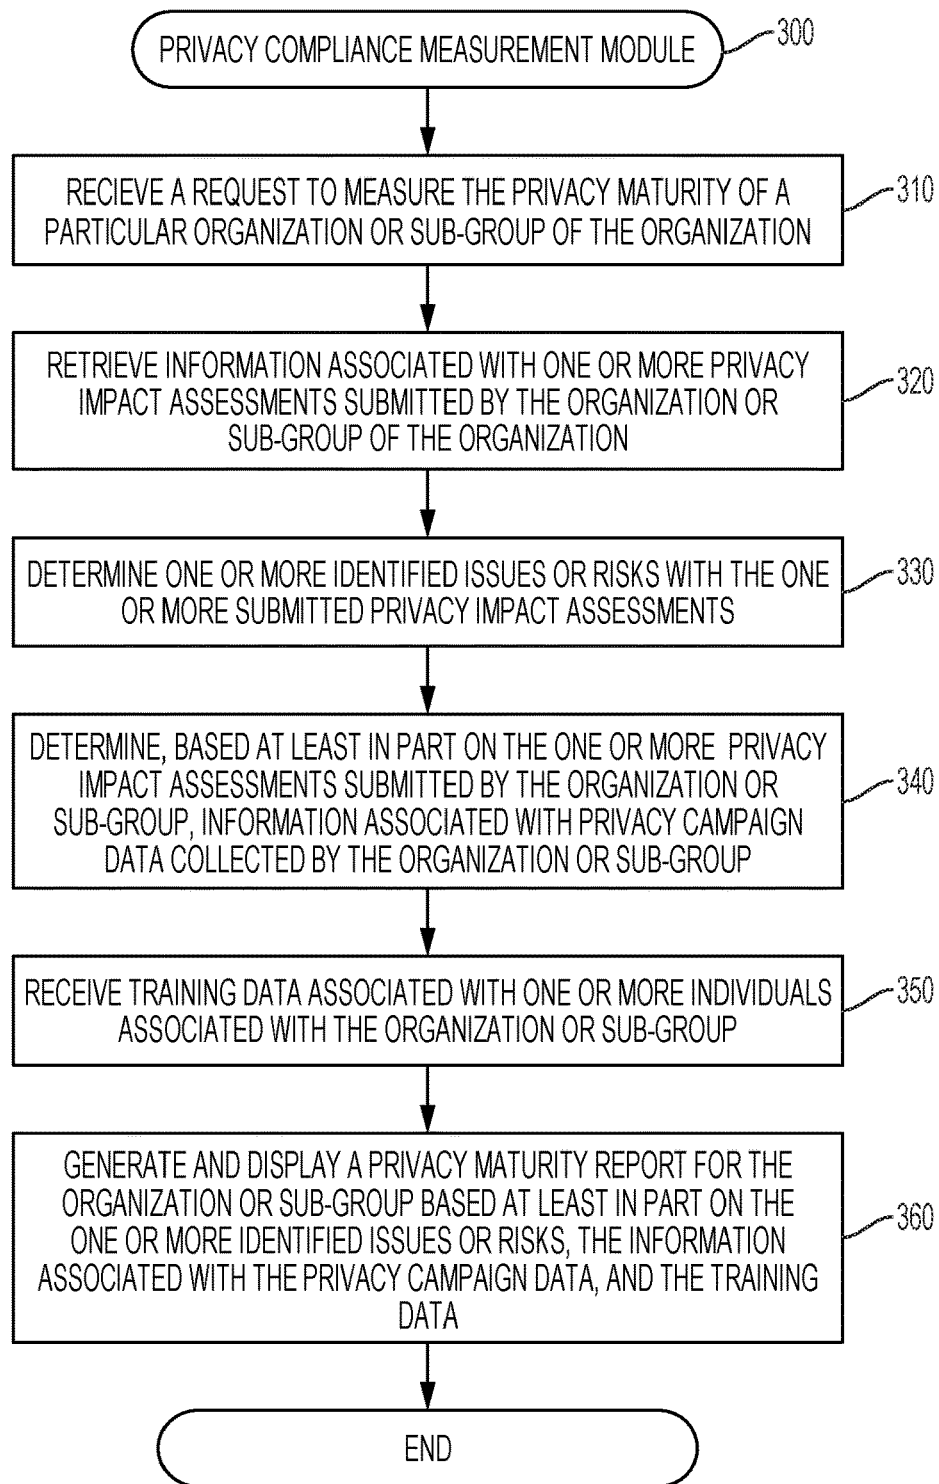 PRIVACY COMPLIANCE MEASUREMENT MODULE
300
RECIEVE A REQUEST TO MEASURE THE PRIVACY MATURITY OF A
PARTICULAR ORGANIZATION OR SUB-GROUP OF THE ORGANIZATION
310
RETRIEVE INFORMATION ASSOCIATED WITH ONE OR MORE PRIVACY
IMPACT ASSESSMENTS SUBMITTED BY THE ORGANIZATION OR
SUB-GROUP OF THE ORGANIZATION
320
DETERMINE ONE OR MORE IDENTIFIED ISSUES OR RISKS WITH THE ONE
OR MORE SUBMITTED PRIVACY IMPACT ASSESSMENTS
330
DETERMINE, BASED AT LEAST IN PART ON THE ONE OR MORE PRIVACY
IMPACT ASSESSMENTS SUBMITTED BY THE ORGANIZATION OR
SUB-GROUP, INFORMATION ASSOCIATED WITH PRIVACY CAMPAIGN
DATA COLLECTED BY THE ORGANIZATION OR SUB-GROUP
340
RECEIVE TRAINING DATA ASSOCIATED WITH ONE OR MORE INDIVIDUALS
ASSOCIATED WITH THE ORGANIZATION OR SUB-GROUP
350
GENERATE AND DISPLAY A PRIVACY MATURITY REPORT FOR THE
ORGANIZATION OR SUB-GROUP BASED AT LEAST IN PART ON THE
ONE OR MORE IDENTIFIED ISSUES OR RISKS, THE INFORMATION
ASSOCIATED WITH THE PRIVACY CAMPAIGN DATA, AND THE TRAINING
DATA
360
END